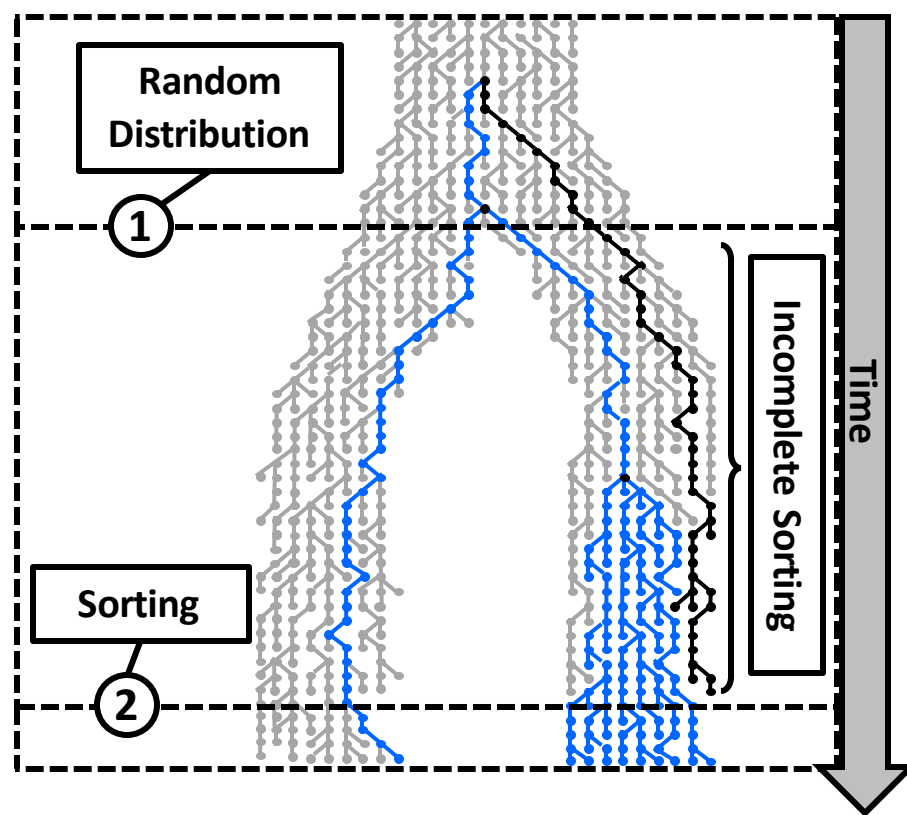 Random
Distribution
1
Incomplete Sorting
Time
Sorting
2